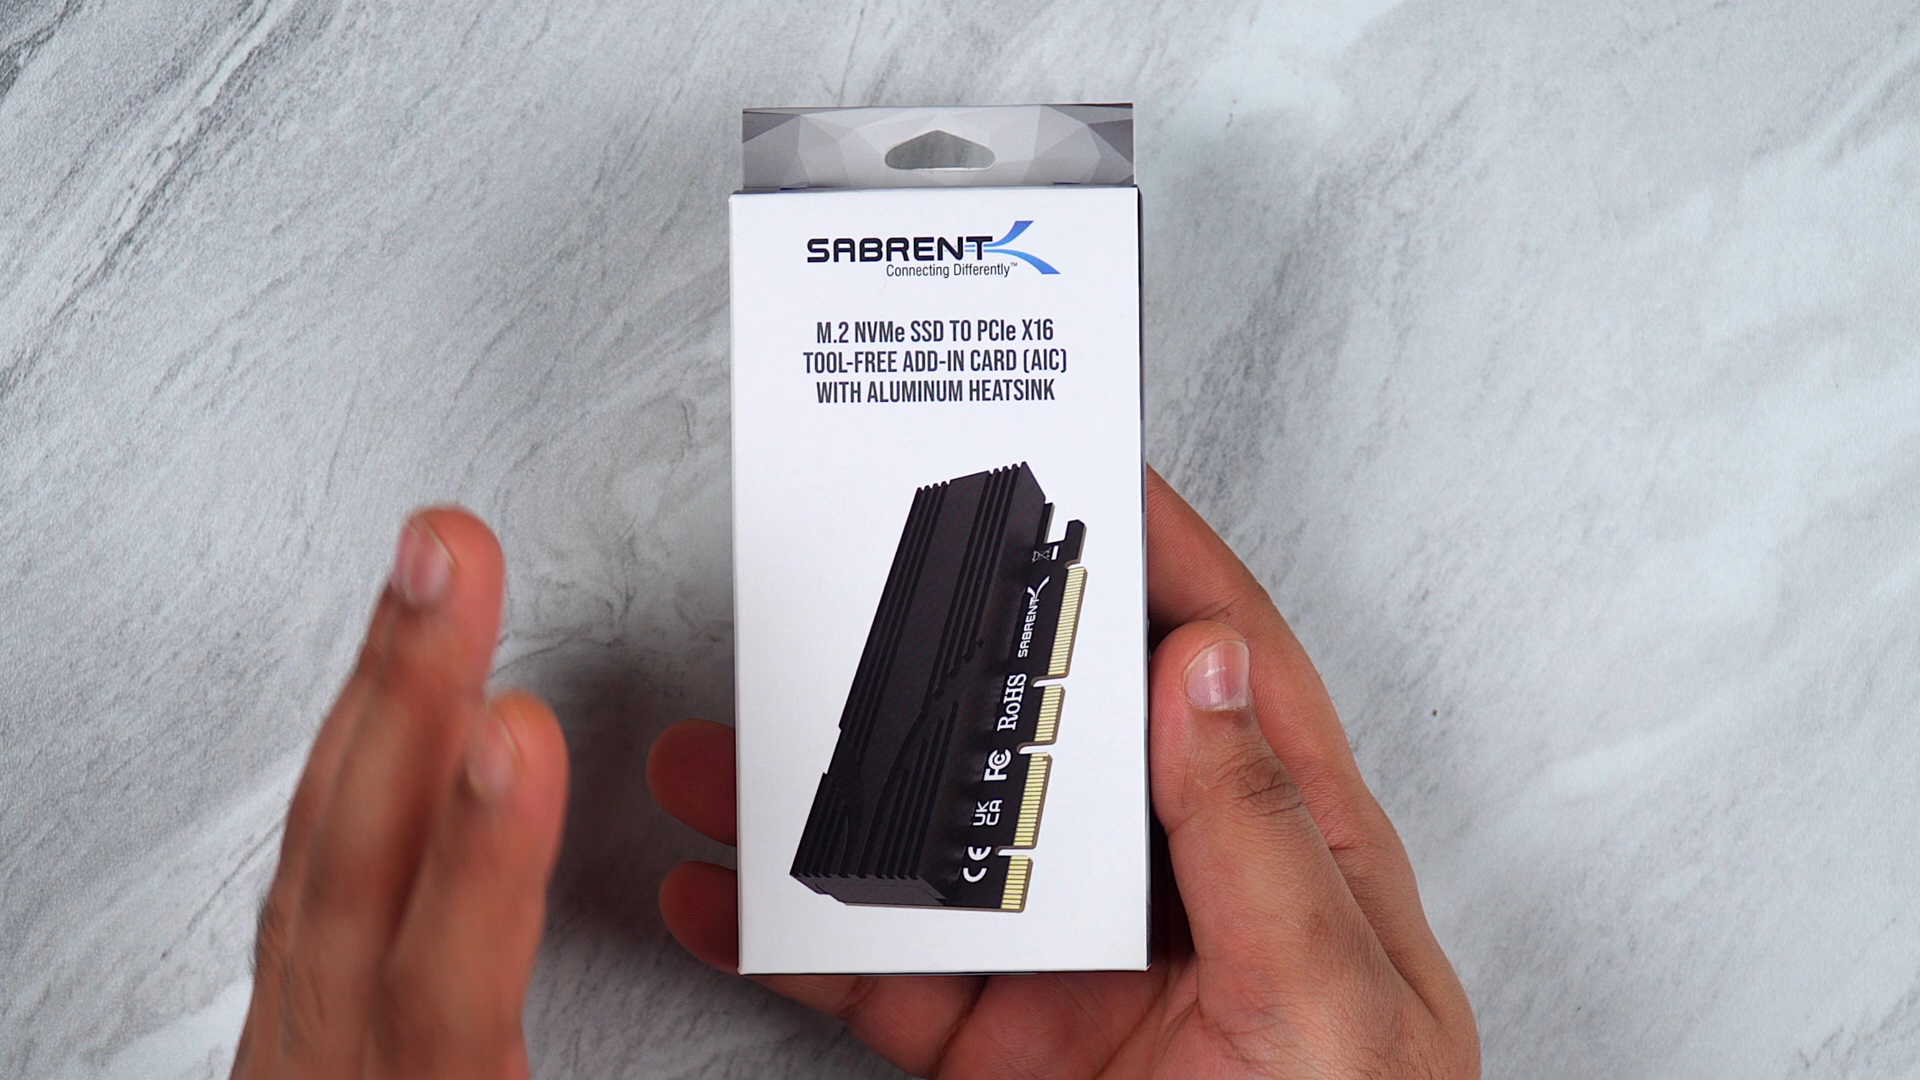 SABRENT
Connecting Differently™
M.2 NVMe SSD TO PCIe X16
TOOL-FREE ADD-IN CARD (AIC)
WITH ALUMINUM HEATSINK
SABRENT
RoHS
FC
UK
CA
CE